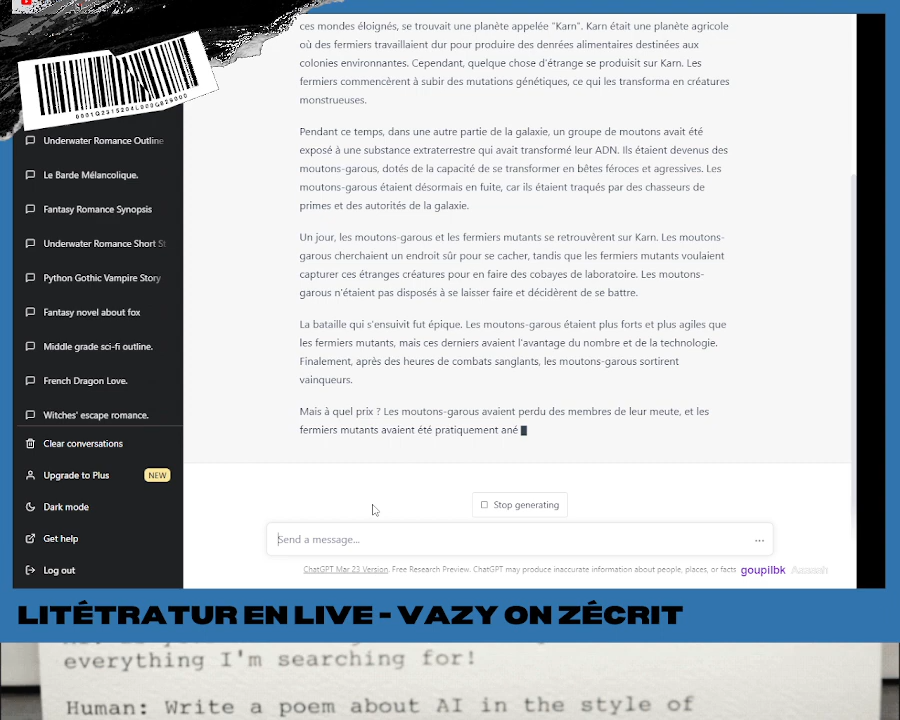 ces mondes éloignés, se trouvait une planète appelée "Karn". Karn était une planète agricole
où des fermiers travaillaient dur pour produire des denrées alimentaires destinées aux
colonies environnantes. Cependant, quelque chose d'étrange se produisit sur Karn. Les
fermiers commencèrent à subir des mutations génétiques, ce qui les transforma en créatures
monstrueuses.
Pendant ce temps, dans une autre partie de la galaxie, un groupe de moutons avait été
exposé à une substance extraterrestre qui avait transformé leur ADN. Ils étaient devenus des
moutons-garous, dotés de la capacité de se transformer en bêtes féroces et agressives. Les
moutons-garous étaient désormais en fuite, car ils étaient traqués par des chasseurs de
primes et des autorités de la galaxie.
Un jour, les moutons-garous et les fermiers mutants se retrouvèrent sur Karn. Les moutons-
garous cherchaient un endroit sûr pour se cacher, tandis que les fermiers mutants voulaient
capturer ces étranges créatures pour en faire des cobayes de laboratoire. Les moutons-
garous n'étaient pas disposés à se laisser faire et décidèrent de se battre.
La bataille qui s'ensuivit fut épique. Les moutons-garous étaient plus forts et plus agiles que
les fermiers mutants, mais ces derniers avaient l'avantage du nombre et de la technologie.
Finalement, après des heures de combats sanglants, les moutons-garous sortirent
vainqueurs.
Mais à quel prix ? Les moutons-garous avaient perdu des membres de leur meute, et les
fermiers mutants avaient été pratiquement ané
Underwater Romance Outline
Le Barde Mélancolique.
Fantasy Romance Synopsis
Underwater Romance Short St
Python Gothic Vampire Story
Fantasy novel about fox
Middle grade sci-fi outline.
French Dragon Love.
Witches' escape romance.
Clear conversations
Upgrade to Plus NEW
Dark mode
Get help
Log out
Stop generating
Send a message...
ChatGPT Mar 23 Version. Free Research Preview. ChatGPT may produce inaccurate information about people, places, or facts
goupilbk Aaaaah
LITÉTRATUR EN LIVE - VAZY ON ZÉCRIT
everything I'm searching for!
Human: Write a poem about AI in the style of